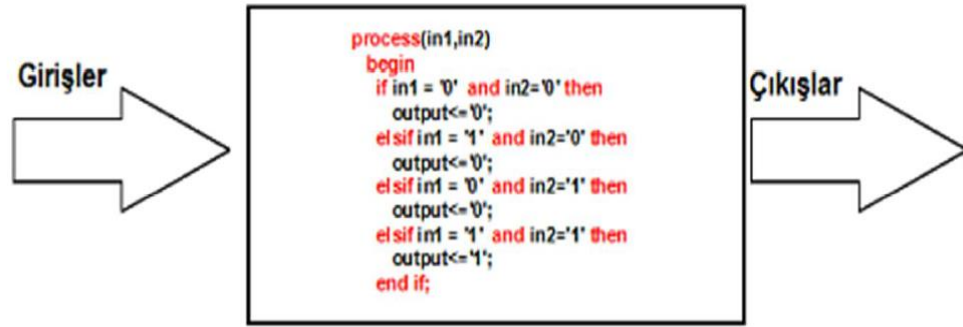 Girişler
process(in1,in2)
begin
if in1 = '0' and in2='0' then
output<='0';
elsif in1 = '1' and in2='0' then
output<='0';
elsif in1 = '0' and in2='1' then
output<='0';
elsif in1 = '1' and in2='1' then
output<='1';
end if;
Çıkışlar